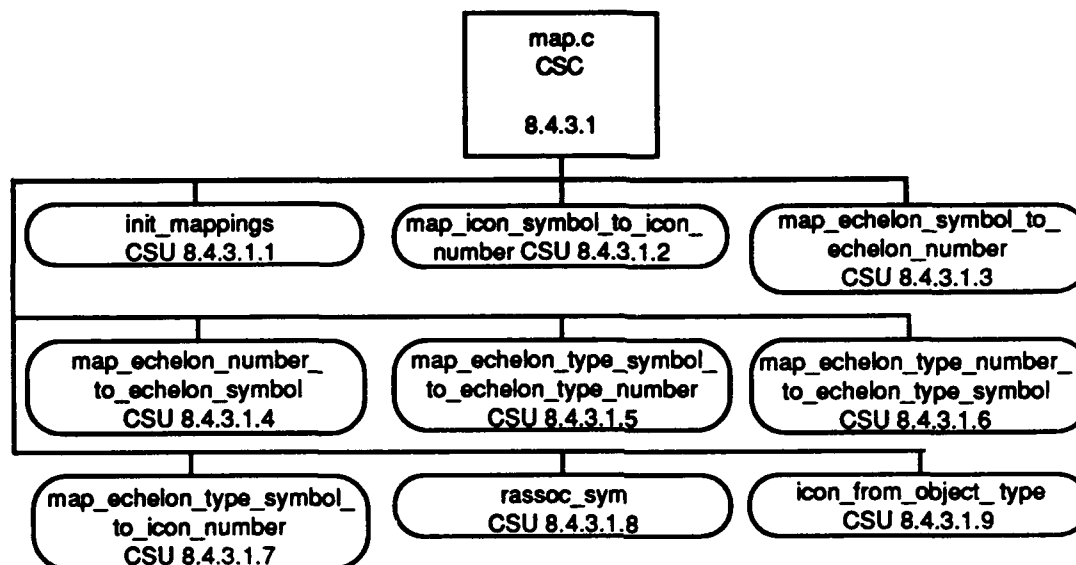 map.c
CSC
8.4.3.1
init_mappings
CSU 8.4.3.1.1
map_icon_symbol_to_icon_
number CSU 8.4.3.1.2
map_echelon_symbol_to_
echelon_number
CSU 8.4.3.1.3
map_echelon_number_
to_echelon_symbol
CSU 8.4.3.1.4
map_echelon_type_symbol_
to_echelon_type_number
CSU 8.4.3.1.5
map_echelon_type_number_
to_echelon_type_symbol
CSU 8.4.3.1.6
map_echelon_type_symbol_
to_icon_number
CSU 8.4.3.1.7
rassoc_sym
CSU 8.4.3.1.8
icon_from_object_type
CSU 8.4.3.1.9